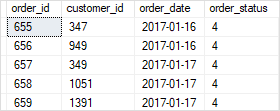 order_id customer_id order_date order_status
655 347 2017-01-16 4
656 949 2017-01-16 4
657 349 2017-01-17 4
658 1051 2017-01-17 4
659 1391 2017-01-17 4